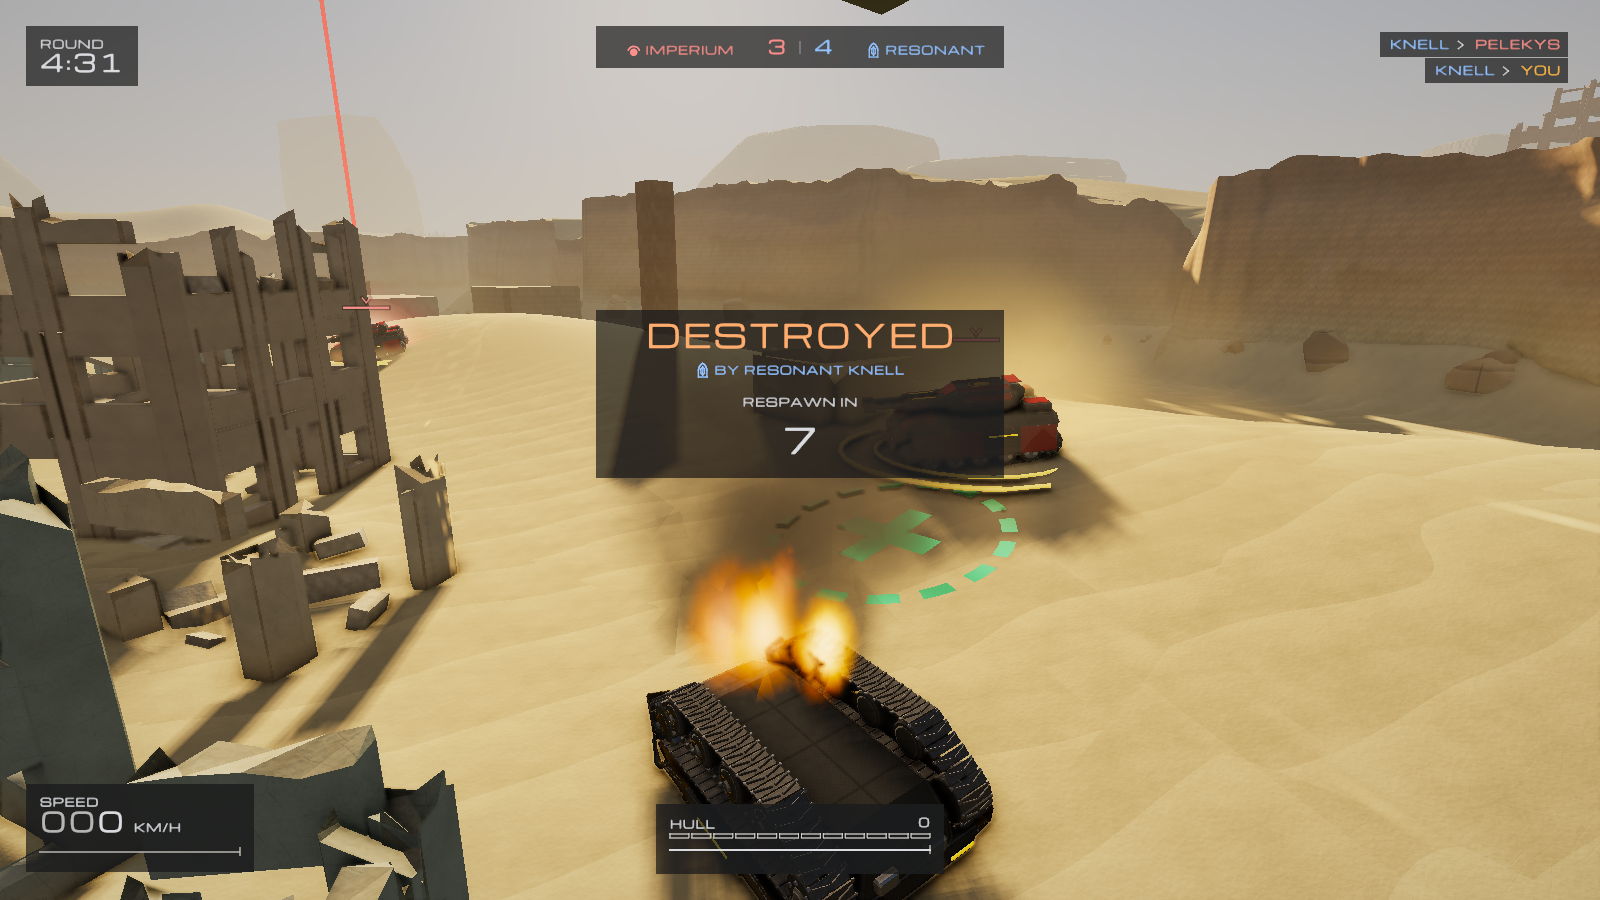 ROUND
4:31
IMPERIUM 3 | 4 RESONANT
KNELL > PELEKYS
KNELL > YOU
DESTROYED
BY RESONANT KNELL
RESPAWN IN
7
SPEED
000 KM/H
HULL 0